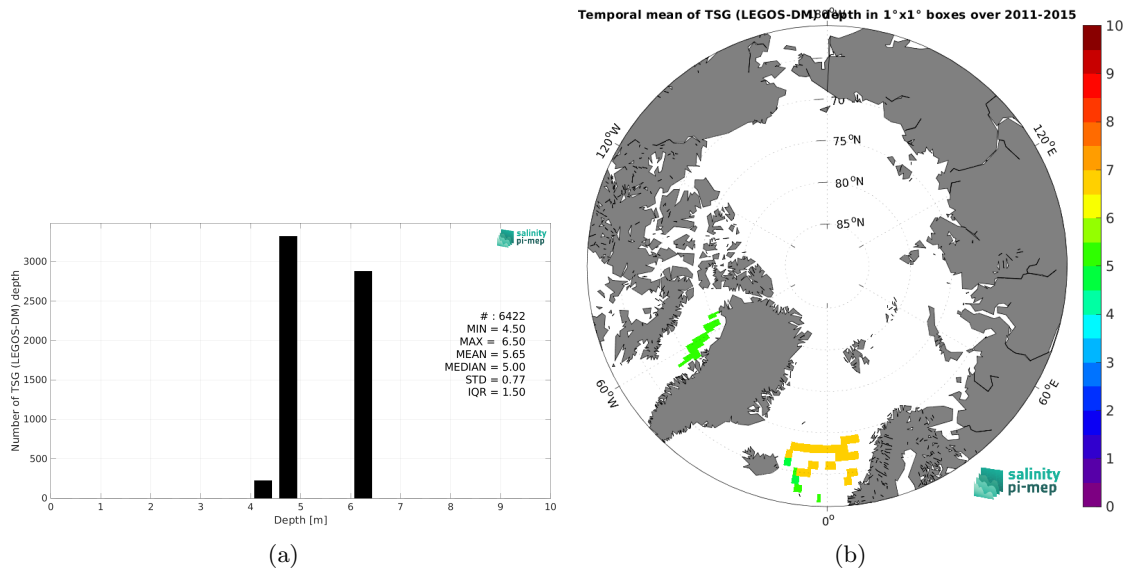 Number of TSG (LEGOS-DM) depth
3000
2500
2000
1500
1000
500
0
0 1 2 3 4 5 6 7 8 9 10
Depth [m]
salinity
pi-mep
# : 6422
MIN = 4.50
MAX = 6.50
MEAN = 5.65
MEDIAN = 5.00
STD = 0.77
IQR = 1.50
(a)
Temporal mean of TSG (LEGOS-DM) depth in 1°x1° boxes over 2011-2015
180°W
70
75°N
80°N
85°N
120°W
120°E
60°W
60°E
0°
salinity
pi-mep
10
9
8
7
6
5
4
3
2
1
0
(b)